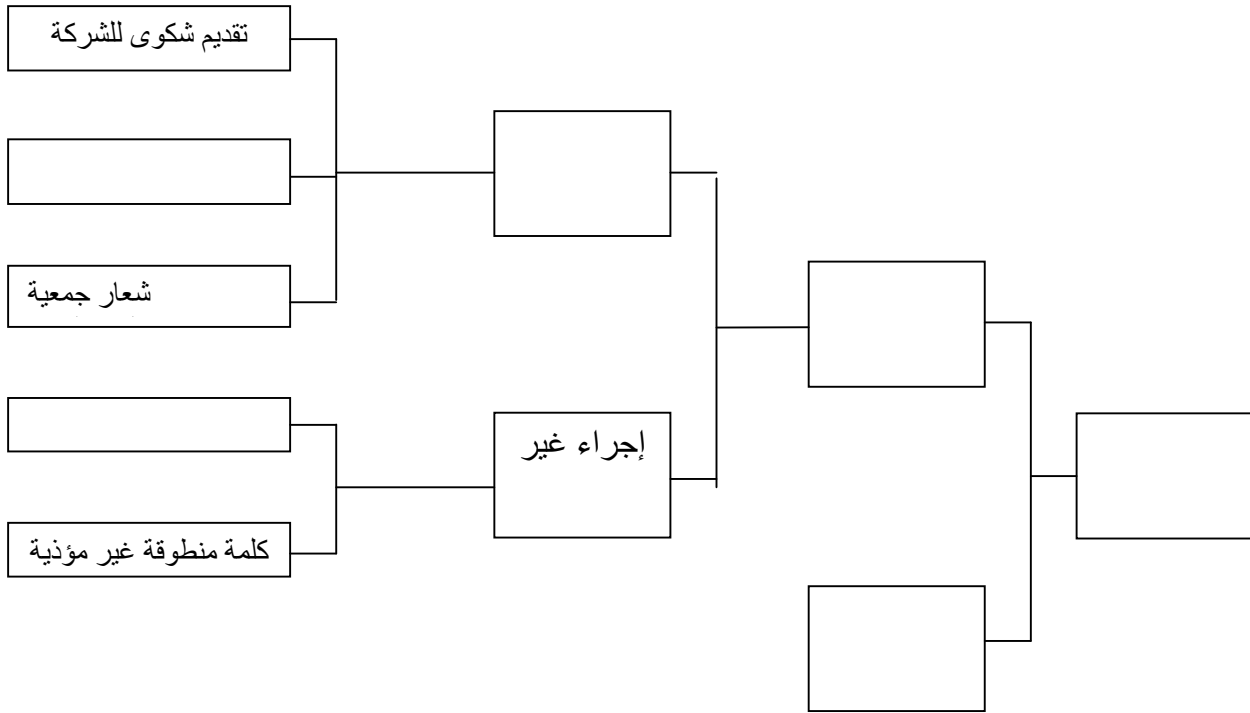 تقديم شكوى للشركة
شعار جمعية
إجراء غير
كلمة منطوقة غير مؤذية